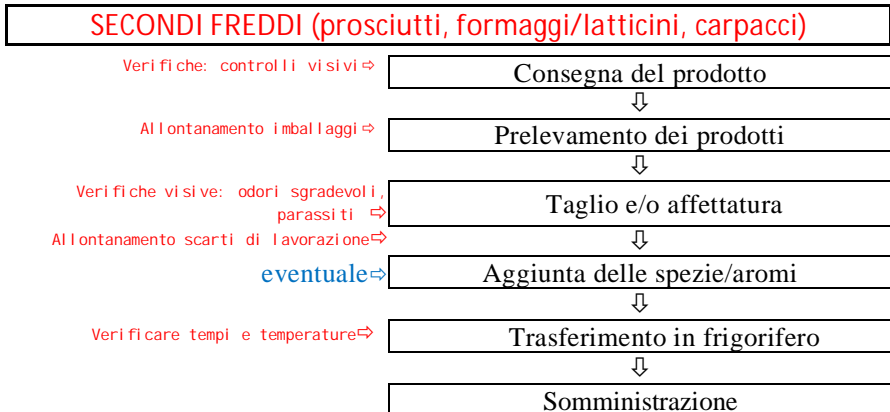 SECONDI FREDDI (prosciutti, formaggi/latticini, carpacci)
Verifiche: controlli visivi⇨
Consegna del prodotto
⇩
Allontanamento imballaggi⇨
Prelevamento dei prodotti
⇩
Verifiche visive: odori sgradevoli,
parassiti ⇨
Taglio e/o affettatura
Allontanamento scarti di lavorazione⇨
⇩
eventuale⇨
Aggiunta delle spezie/aromi
⇩
Verificare tempi e temperature⇨
Trasferimento in frigorifero
⇩
Somministrazione